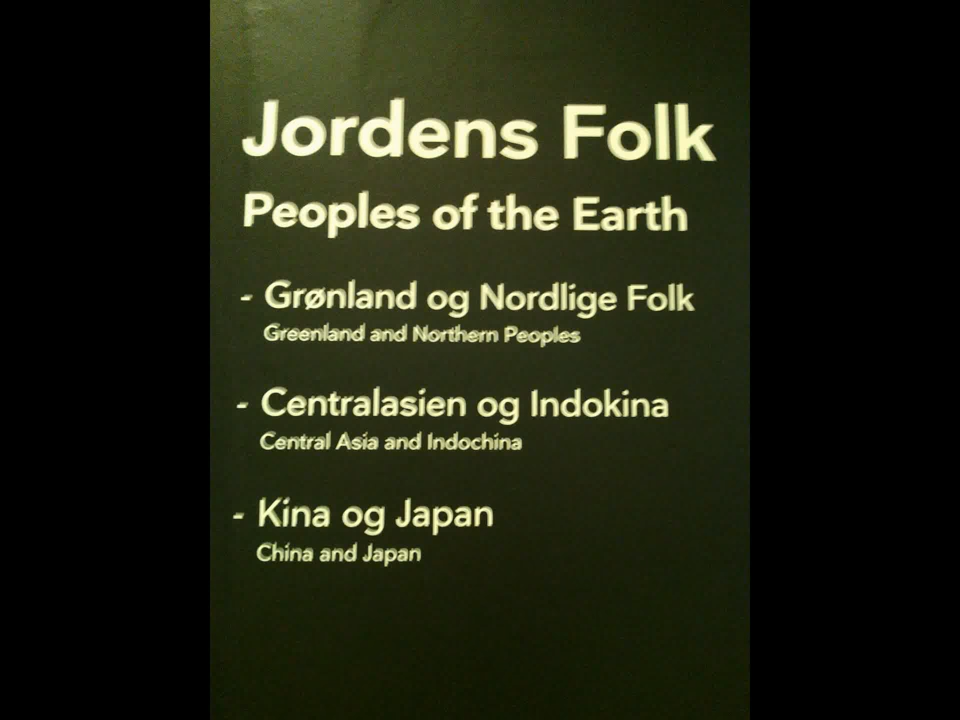 Jordens Folk
Peoples of the Earth
- Grønland og Nordlige Folk
Greenland and Northern Peoples
- Centralasien og Indokina
Central Asia and Indochina
- Kina og Japan
China and Japan